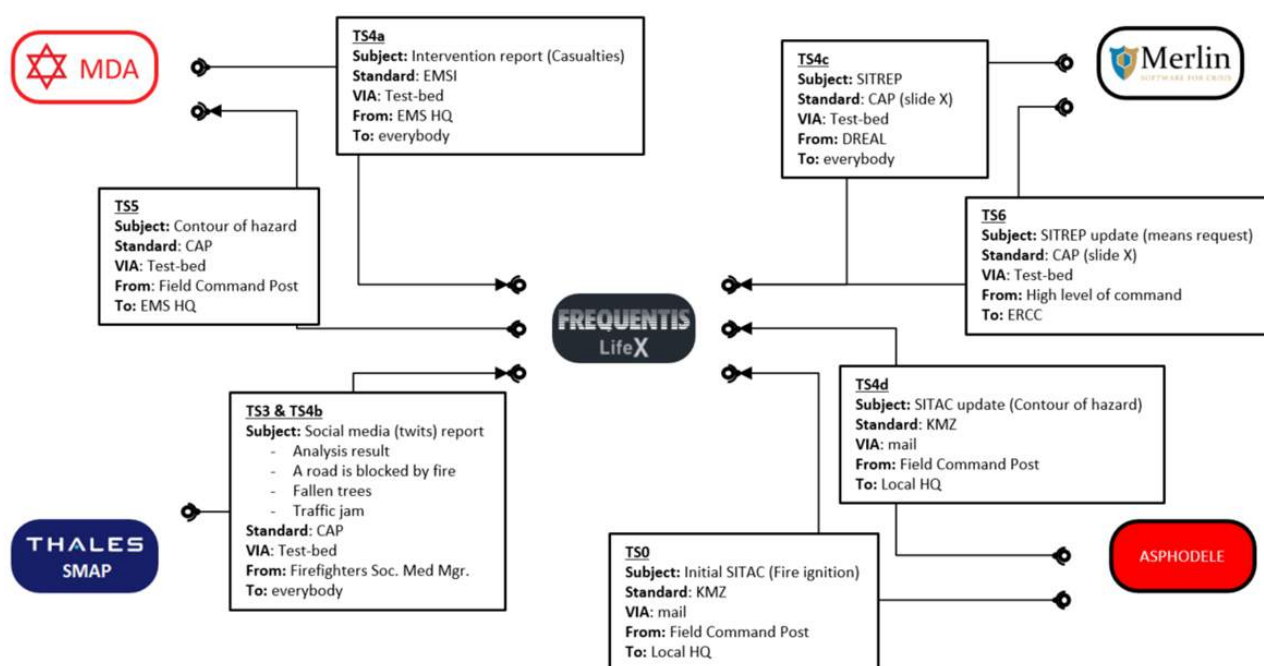 MDA
TS4a
Subject: Intervention report (Casualties)
Standard: EMSI
VIA: Test-bed
From: EMS HQ
To: everybody
TS4c
Subject: SITREP
Standard: CAP (slide X)
VIA: Test-bed
From: DREAL
To: everybody
Merlin
SOFTWARE FOR CRISIS
TS5
Subject: Contour of hazard
Standard: CAP
VIA: Test-bed
From: Field Command Post
To: EMS HQ
TS6
Subject: SITREP update (means request)
Standard: CAP (slide X)
VIA: Test-bed
From: High level of command
To: ERCC
FREQUENTIS
LifeX
TS3 & TS4b
Subject: Social media (twits) report
- Analysis result
- A road is blocked by fire
- Fallen trees
- Traffic jam
Standard: CAP
VIA: Test-bed
From: Firefighters Soc. Med Mgr.
To: everybody
TS4d
Subject: SITAC update (Contour of hazard)
Standard: KMZ
VIA: mail
From: Field Command Post
To: Local HQ
THALES
SMAP
TS0
Subject: Initial SITAC (Fire ignition)
Standard: KMZ
VIA: mail
From: Field Command Post
To: Local HQ
ASPHODELE